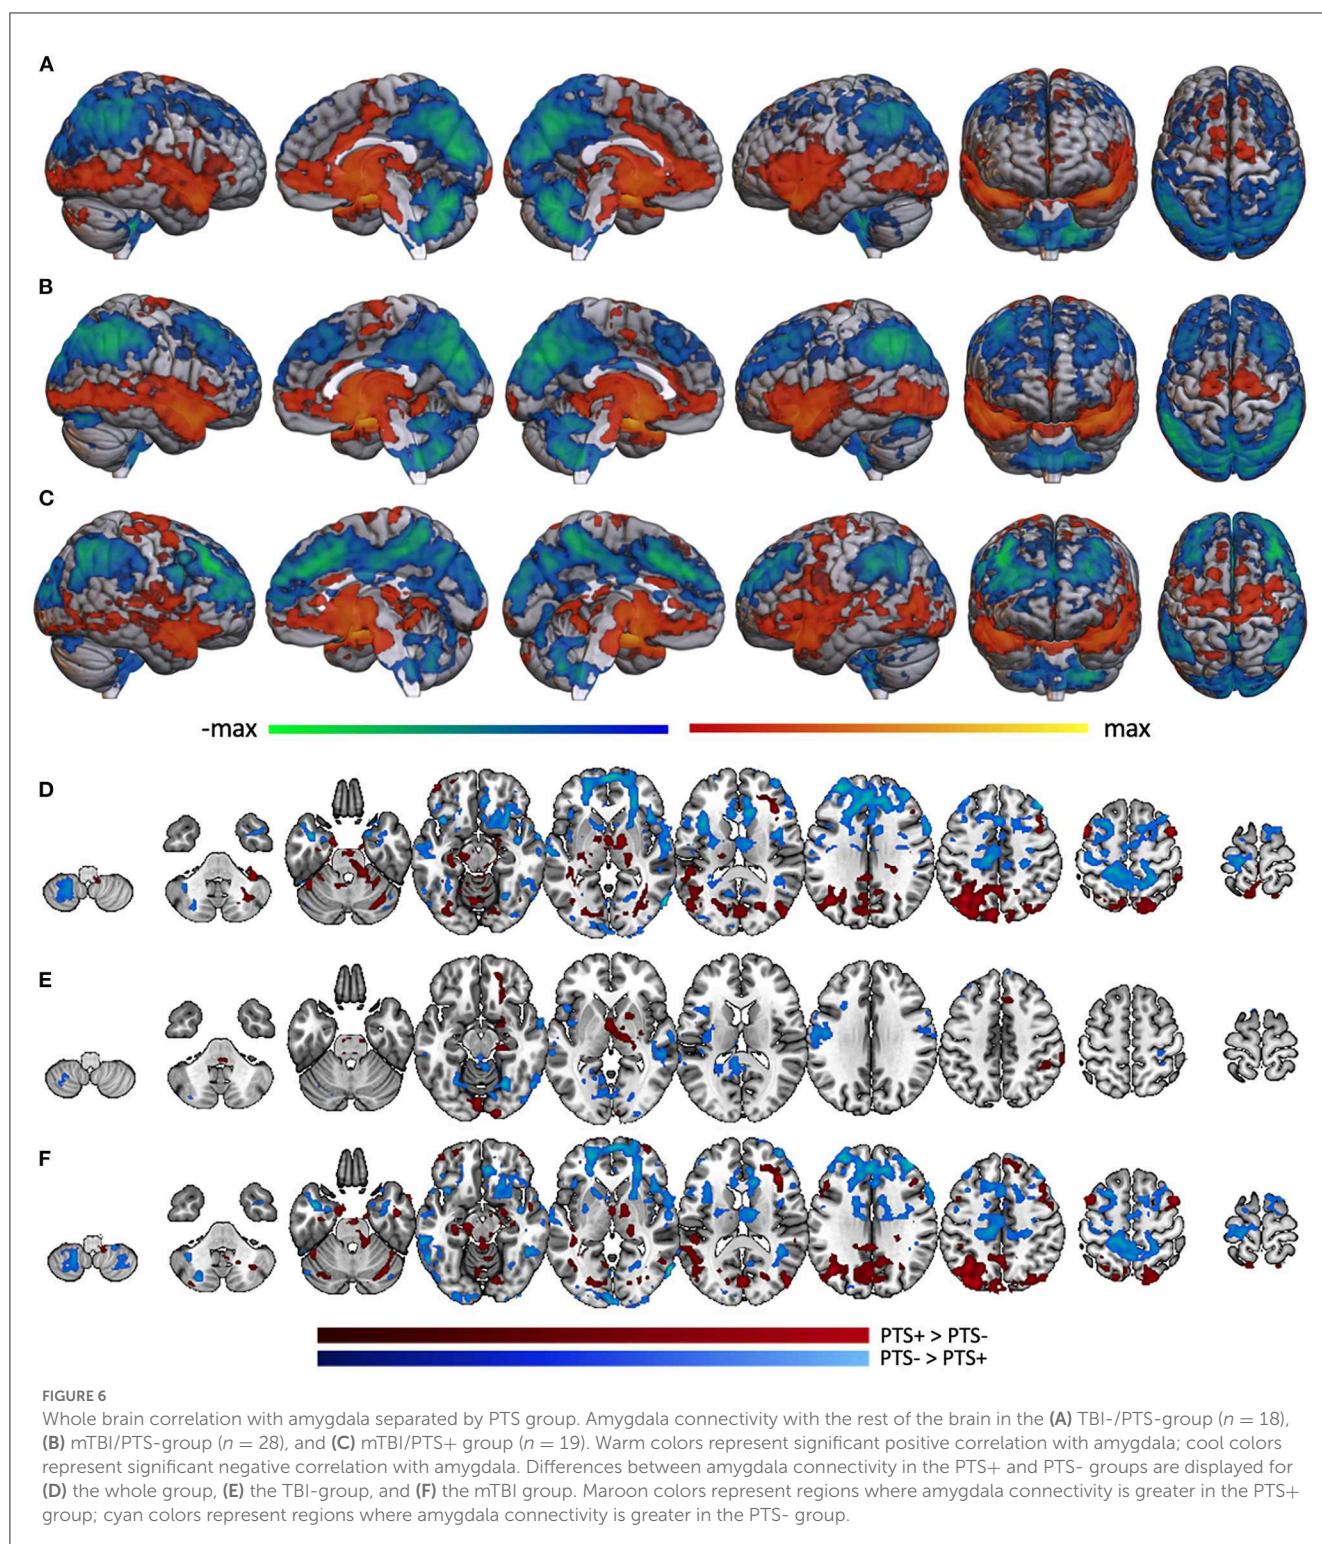 A
B
C
-max max
D
E
F
PTS+ > PTS-
PTS- > PTS+
FIGURE 6
Whole brain correlation with amygdala separated by PTS group. Amygdala connectivity with the rest of the brain in the (A) TBI-/PTS-group (n = 18),
(B) mTBI/PTS-group (n = 28), and (C) mTBI/PTS+ group (n = 19). Warm colors represent significant positive correlation with amygdala; cool colors
represent significant negative correlation with amygdala. Differences between amygdala connectivity in the PTS+ and PTS- groups are displayed for
(D) the whole group, (E) the TBI-group, and (F) the mTBI group. Maroon colors represent regions where amygdala connectivity is greater in the PTS+
group; cyan colors represent regions where amygdala connectivity is greater in the PTS- group.